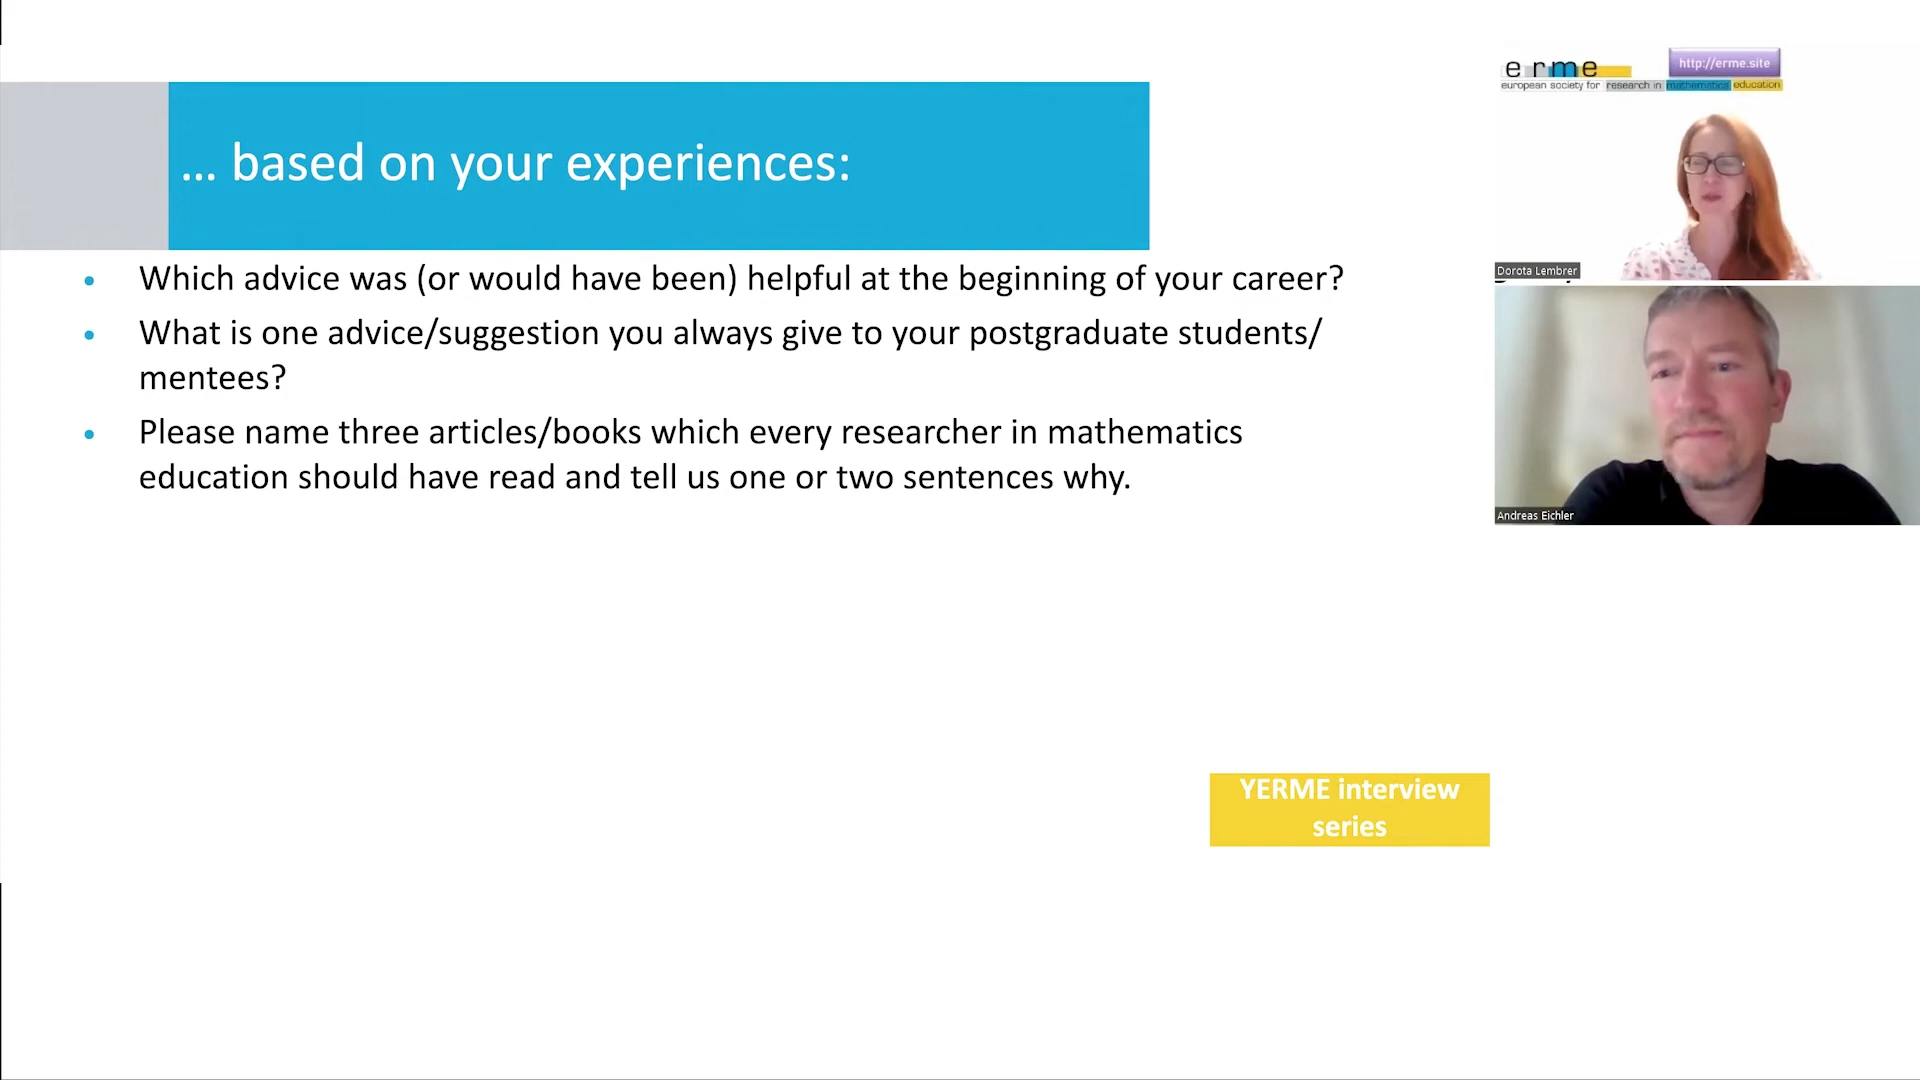 … based on your experiences:
• Which advice was (or would have been) helpful at the beginning of your career?
• What is one advice/suggestion you always give to your postgraduate students/
mentees?
• Please name three articles/books which every researcher in mathematics
education should have read and tell us one or two sentences why.
YERME interview
series
erme
http://erme.site
european society for research in mathematics education
Dorota Lembrer
Andreas Eichler